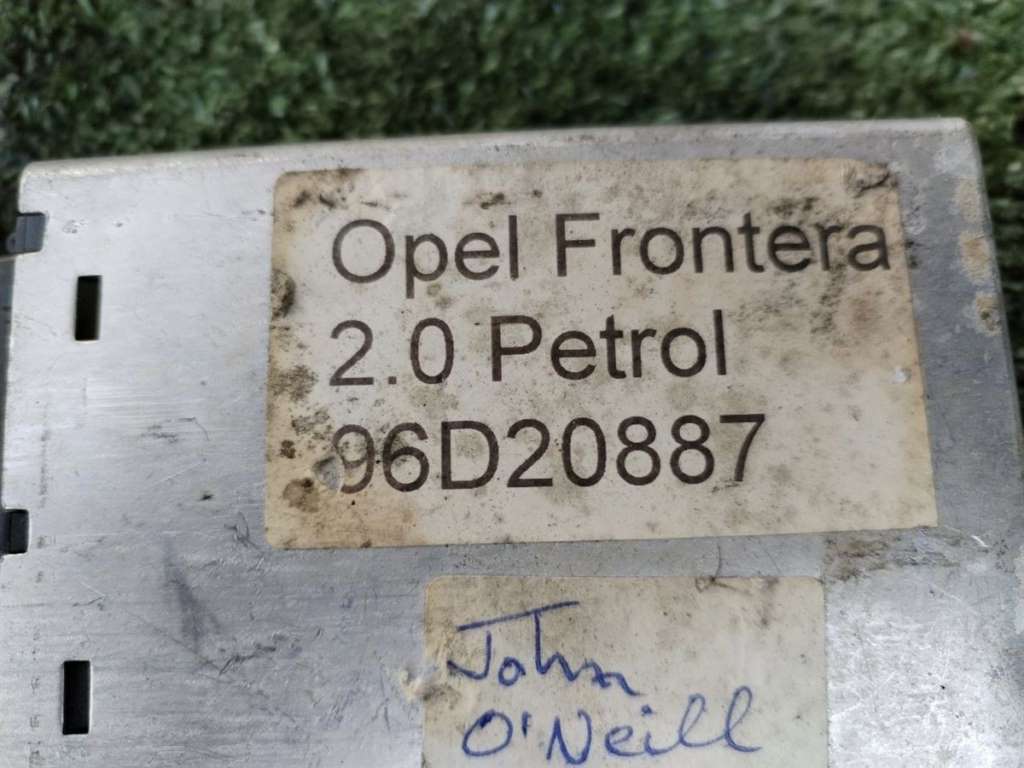 Opel Frontera
2.0 Petrol
96D20887
John
O'Neill